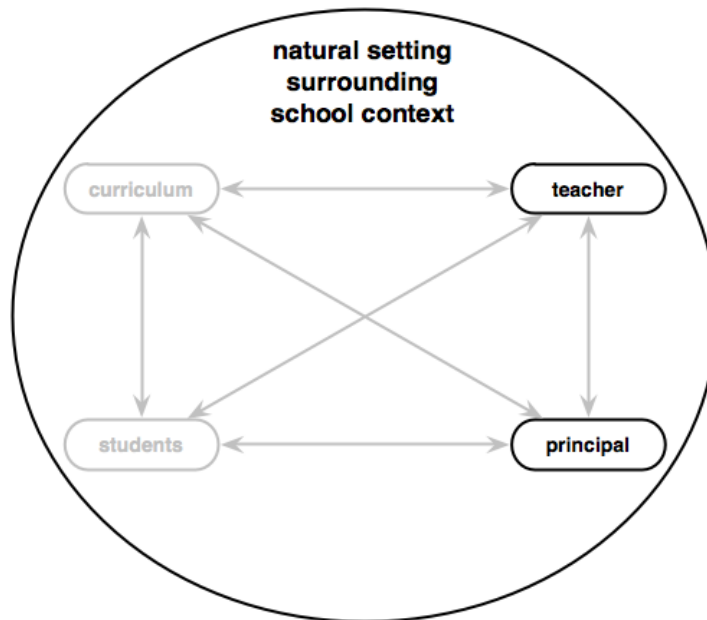 natural setting
surrounding
school context
curriculum
teacher
students
principal